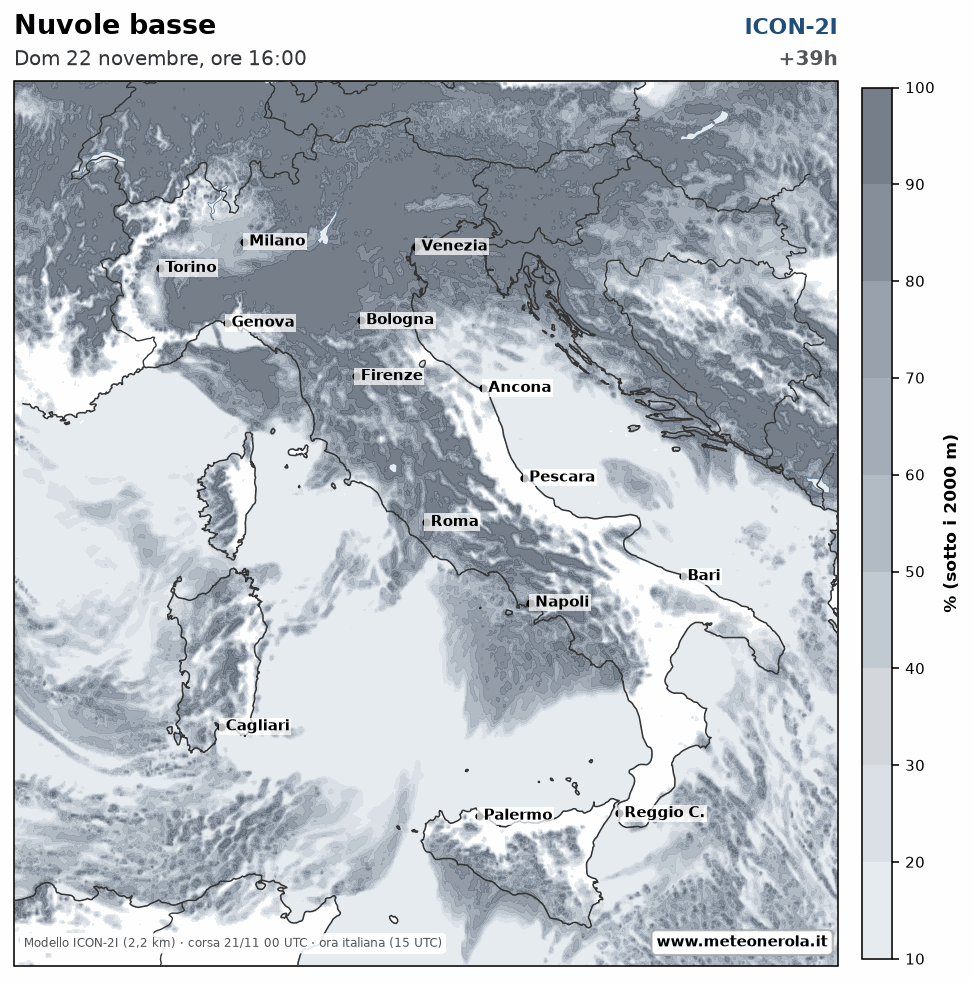 Nuvole basse
ICON-2I
Dom 22 novembre, ore 16:00
+39h
100
90
80
70
60
50
40
30
20
10
% (sotto i 2000 m)
Milano
Venezia
Torino
Genova
Bologna
Firenze
Ancona
Pescara
Roma
Bari
Napoli
Cagliari
Palermo
Reggio C.
Modello ICON-2I (2,2 km) · corsa 21/11 00 UTC · ora italiana (15 UTC)
www.meteonerola.it